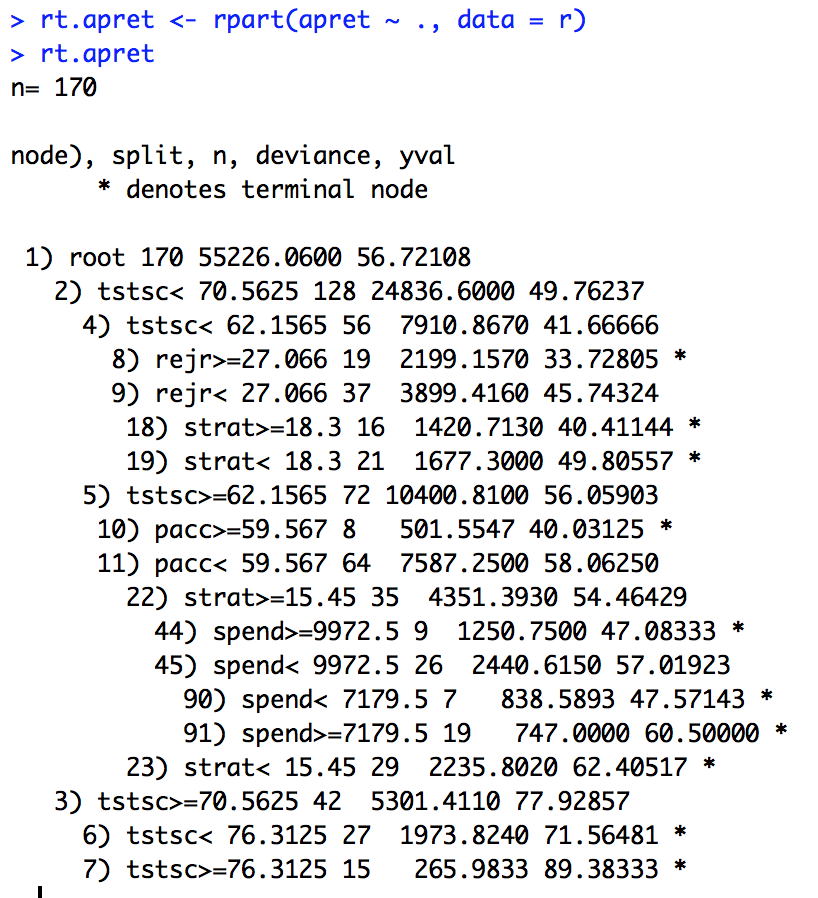 > rt.apret <- rpart(apret ~ ., data = r)
> rt.apret
n= 170

node), split, n, deviance, yval
      * denotes terminal node

 1) root 170 55226.0600 56.72108
   2) tstsc< 70.5625 128 24836.6000 49.76237
     4) tstsc< 62.1565 56  7910.8670 41.66666
       8) rejr>=27.066 19  2199.1570 33.72805 *
       9) rejr< 27.066 37  3899.4160 45.74324
        18) strat>=18.3 16  1420.7130 40.41144 *
        19) strat< 18.3 21  1677.3000 49.80557 *
     5) tstsc>=62.1565 72 10400.8100 56.05903
      10) pacc>=59.567 8   501.5547 40.03125 *
      11) pacc< 59.567 64  7587.2500 58.06250
        22) strat>=15.45 35  4351.3930 54.46429
          44) spend>=9972.5 9  1250.7500 47.08333 *
          45) spend< 9972.5 26  2440.6150 57.01923
            90) spend< 7179.5 7   838.5893 47.57143 *
            91) spend>=7179.5 19   747.0000 60.50000 *
        23) strat< 15.45 29  2235.8020 62.40517 *
   3) tstsc>=70.5625 42  5301.4110 77.92857
     6) tstsc< 76.3125 27  1973.8240 71.56481 *
     7) tstsc>=76.3125 15   265.9833 89.38333 *